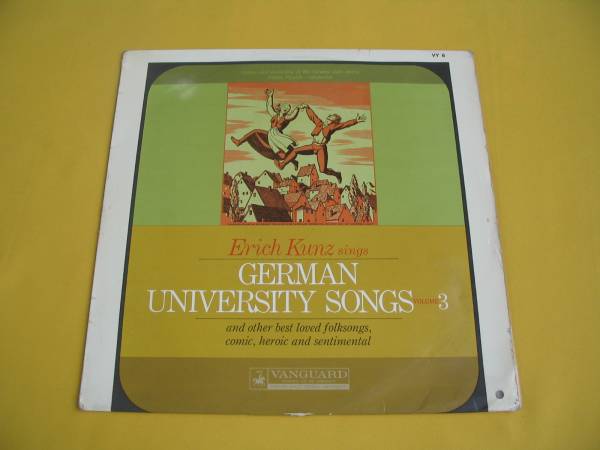 VY 6
Erich Kunz sings
GERMAN
UNIVERSITY SONGS VOLUME 3
and other best loved folksongs,
comic, heroic and sentimental
VANGUARD